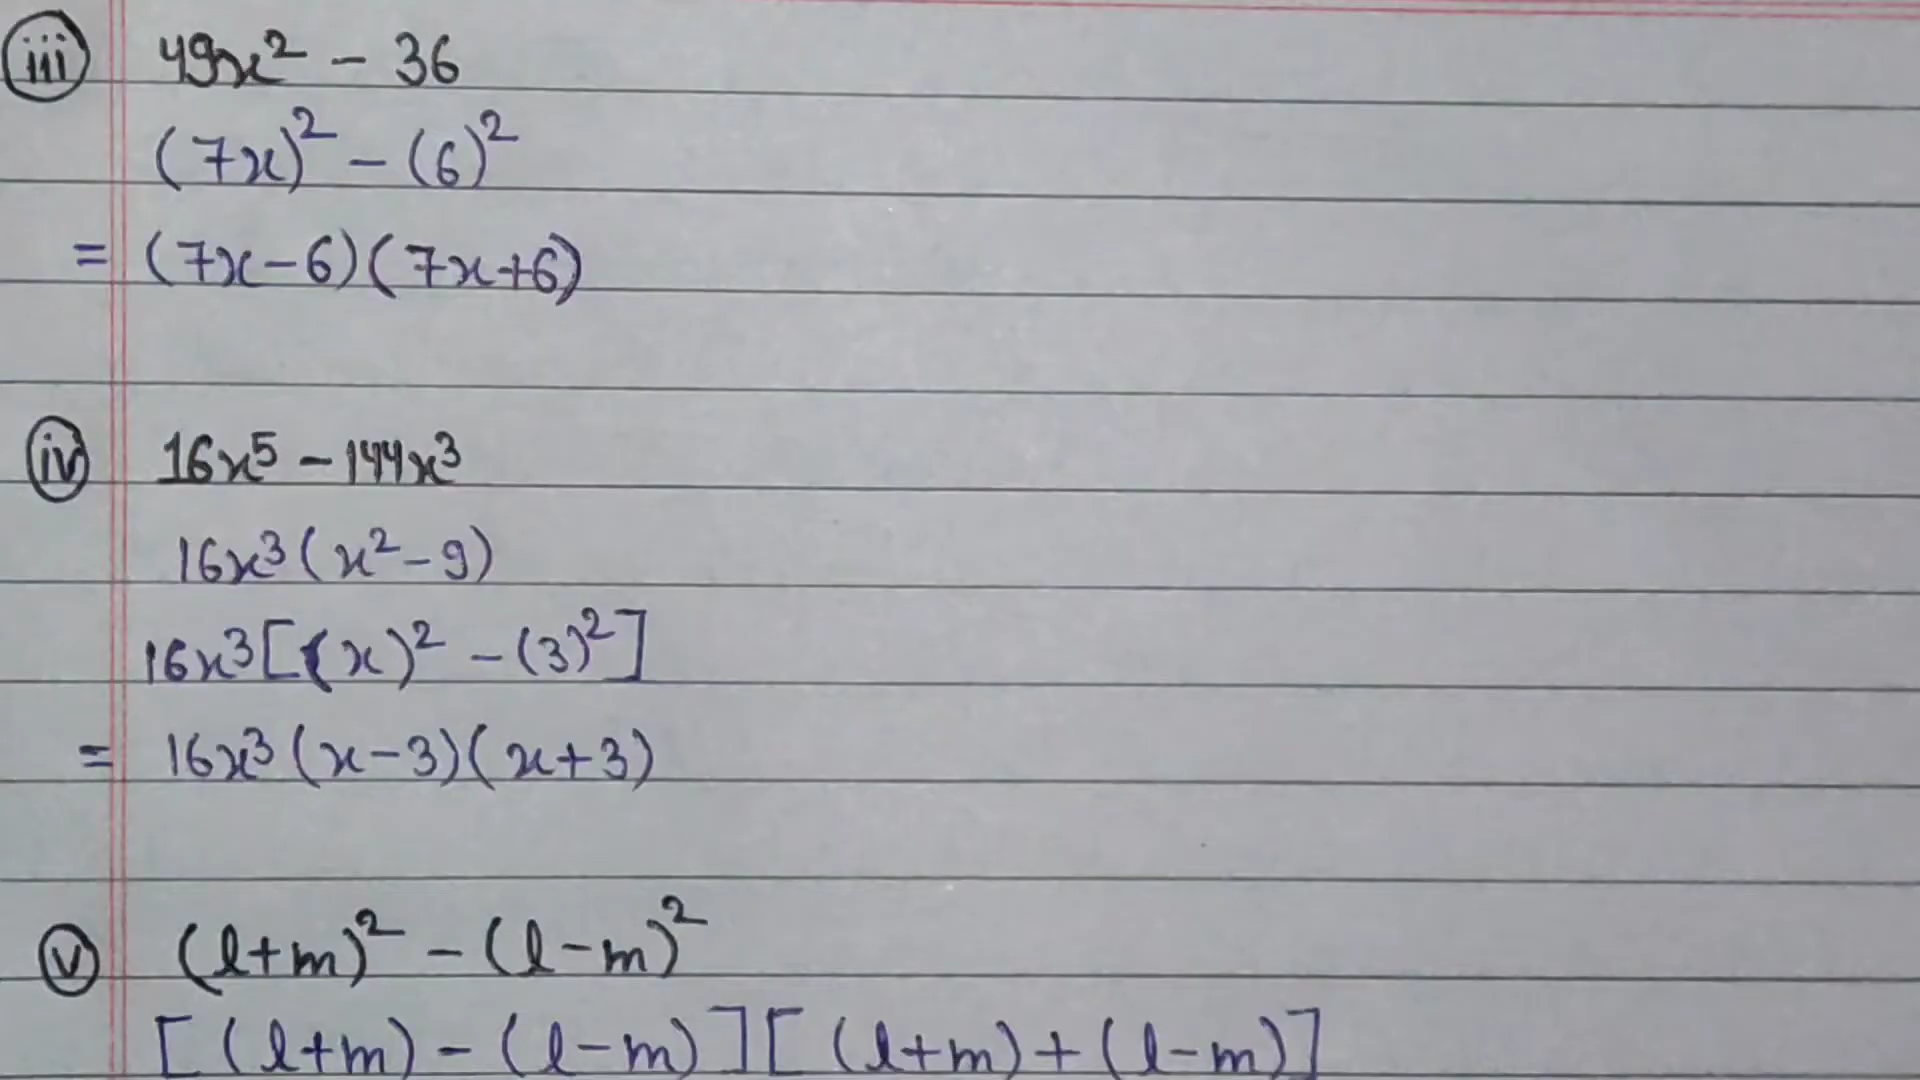 iii 49x² - 36
(7x)² - (6)²
= (7x-6)(7x+6)
iv 16x⁵ - 144x³
16x³(x²-9)
16x³[(x)² - (3)²]
= 16x³(x-3)(x+3)
v (l+m)² - (l-m)²
[(l+m) - (l-m)][(l+m)+(l-m)]